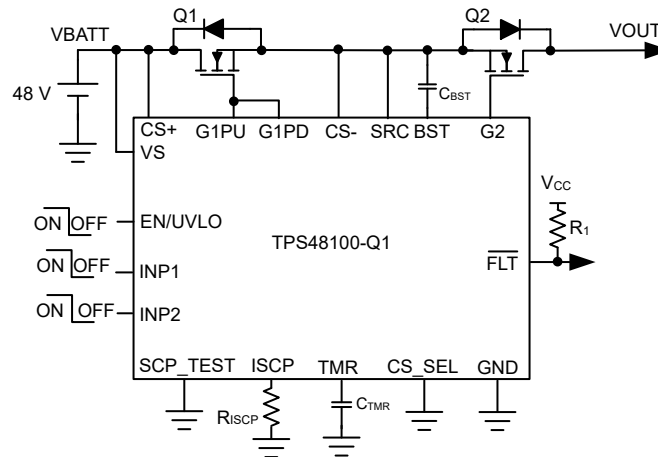 Q1
Q2
VBATT
VOUT
48 V
CBST
CS+
G1PU
G1PD
CS-
SRC
BST
G2
VS
VCC
R1
ON
OFF
EN/UVLO
TPS48100-Q1
FLT
ON
OFF
INP1
ON
OFF
INP2
SCP_TEST
ISCP
TMR
CS_SEL
GND
RISCP
CTMR